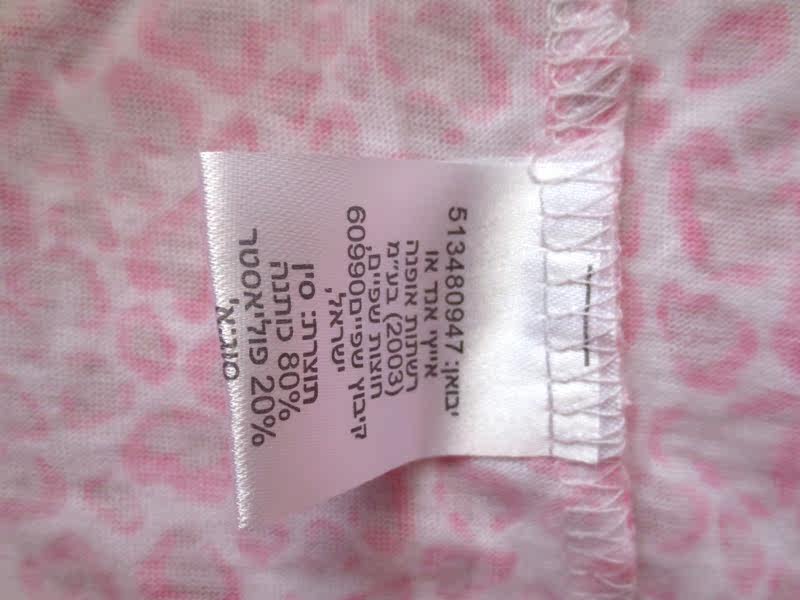 יבואן: 513480947
אייץ אנד או
רשתות אופנה
(2003) בע״מ
חוצות שפיים,
קיבוץ שפיים 60990
ישראל,
תוצרת: סין
80% כותנה
20% פוליאסטר